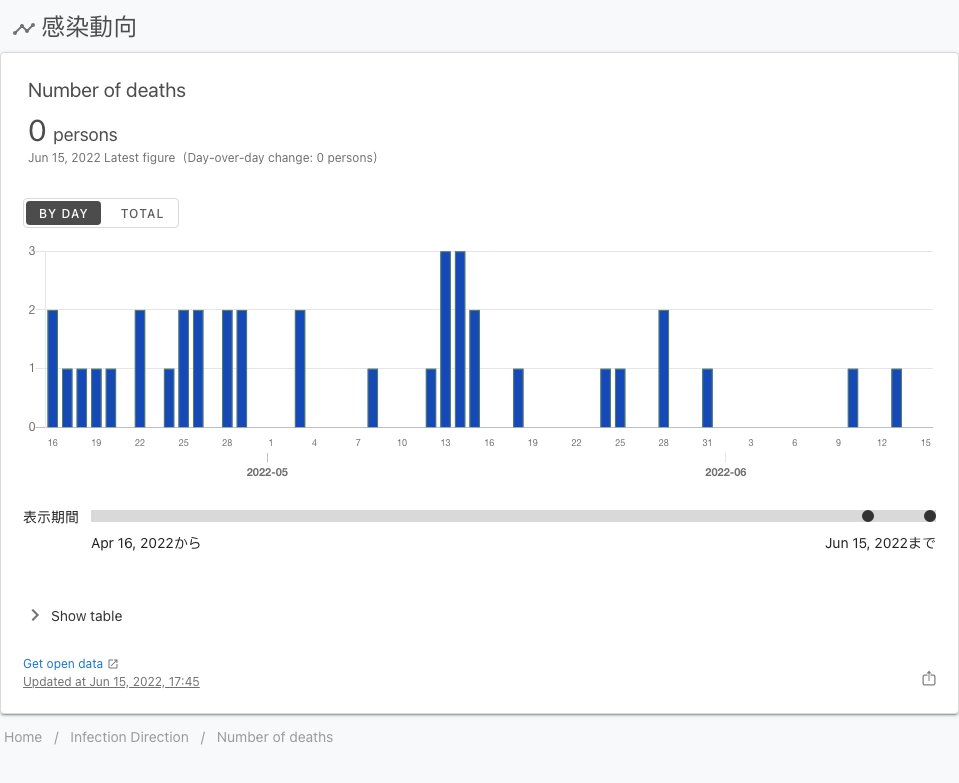 感染動向
Number of deaths
0 persons
Jun 15, 2022 Latest figure (Day-over-day change: 0 persons)
BY DAY TOTAL
3
2
1
0
16 19 22 25 28 1 4 7 10 13 16 19 22 25 28 31 3 6 9 12 15
2022-05 2022-06
表示期間
Apr 16, 2022から Jun 15, 2022まで
Show table
Get open data
Updated at Jun 15, 2022, 17:45
Home / Infection Direction / Number of deaths